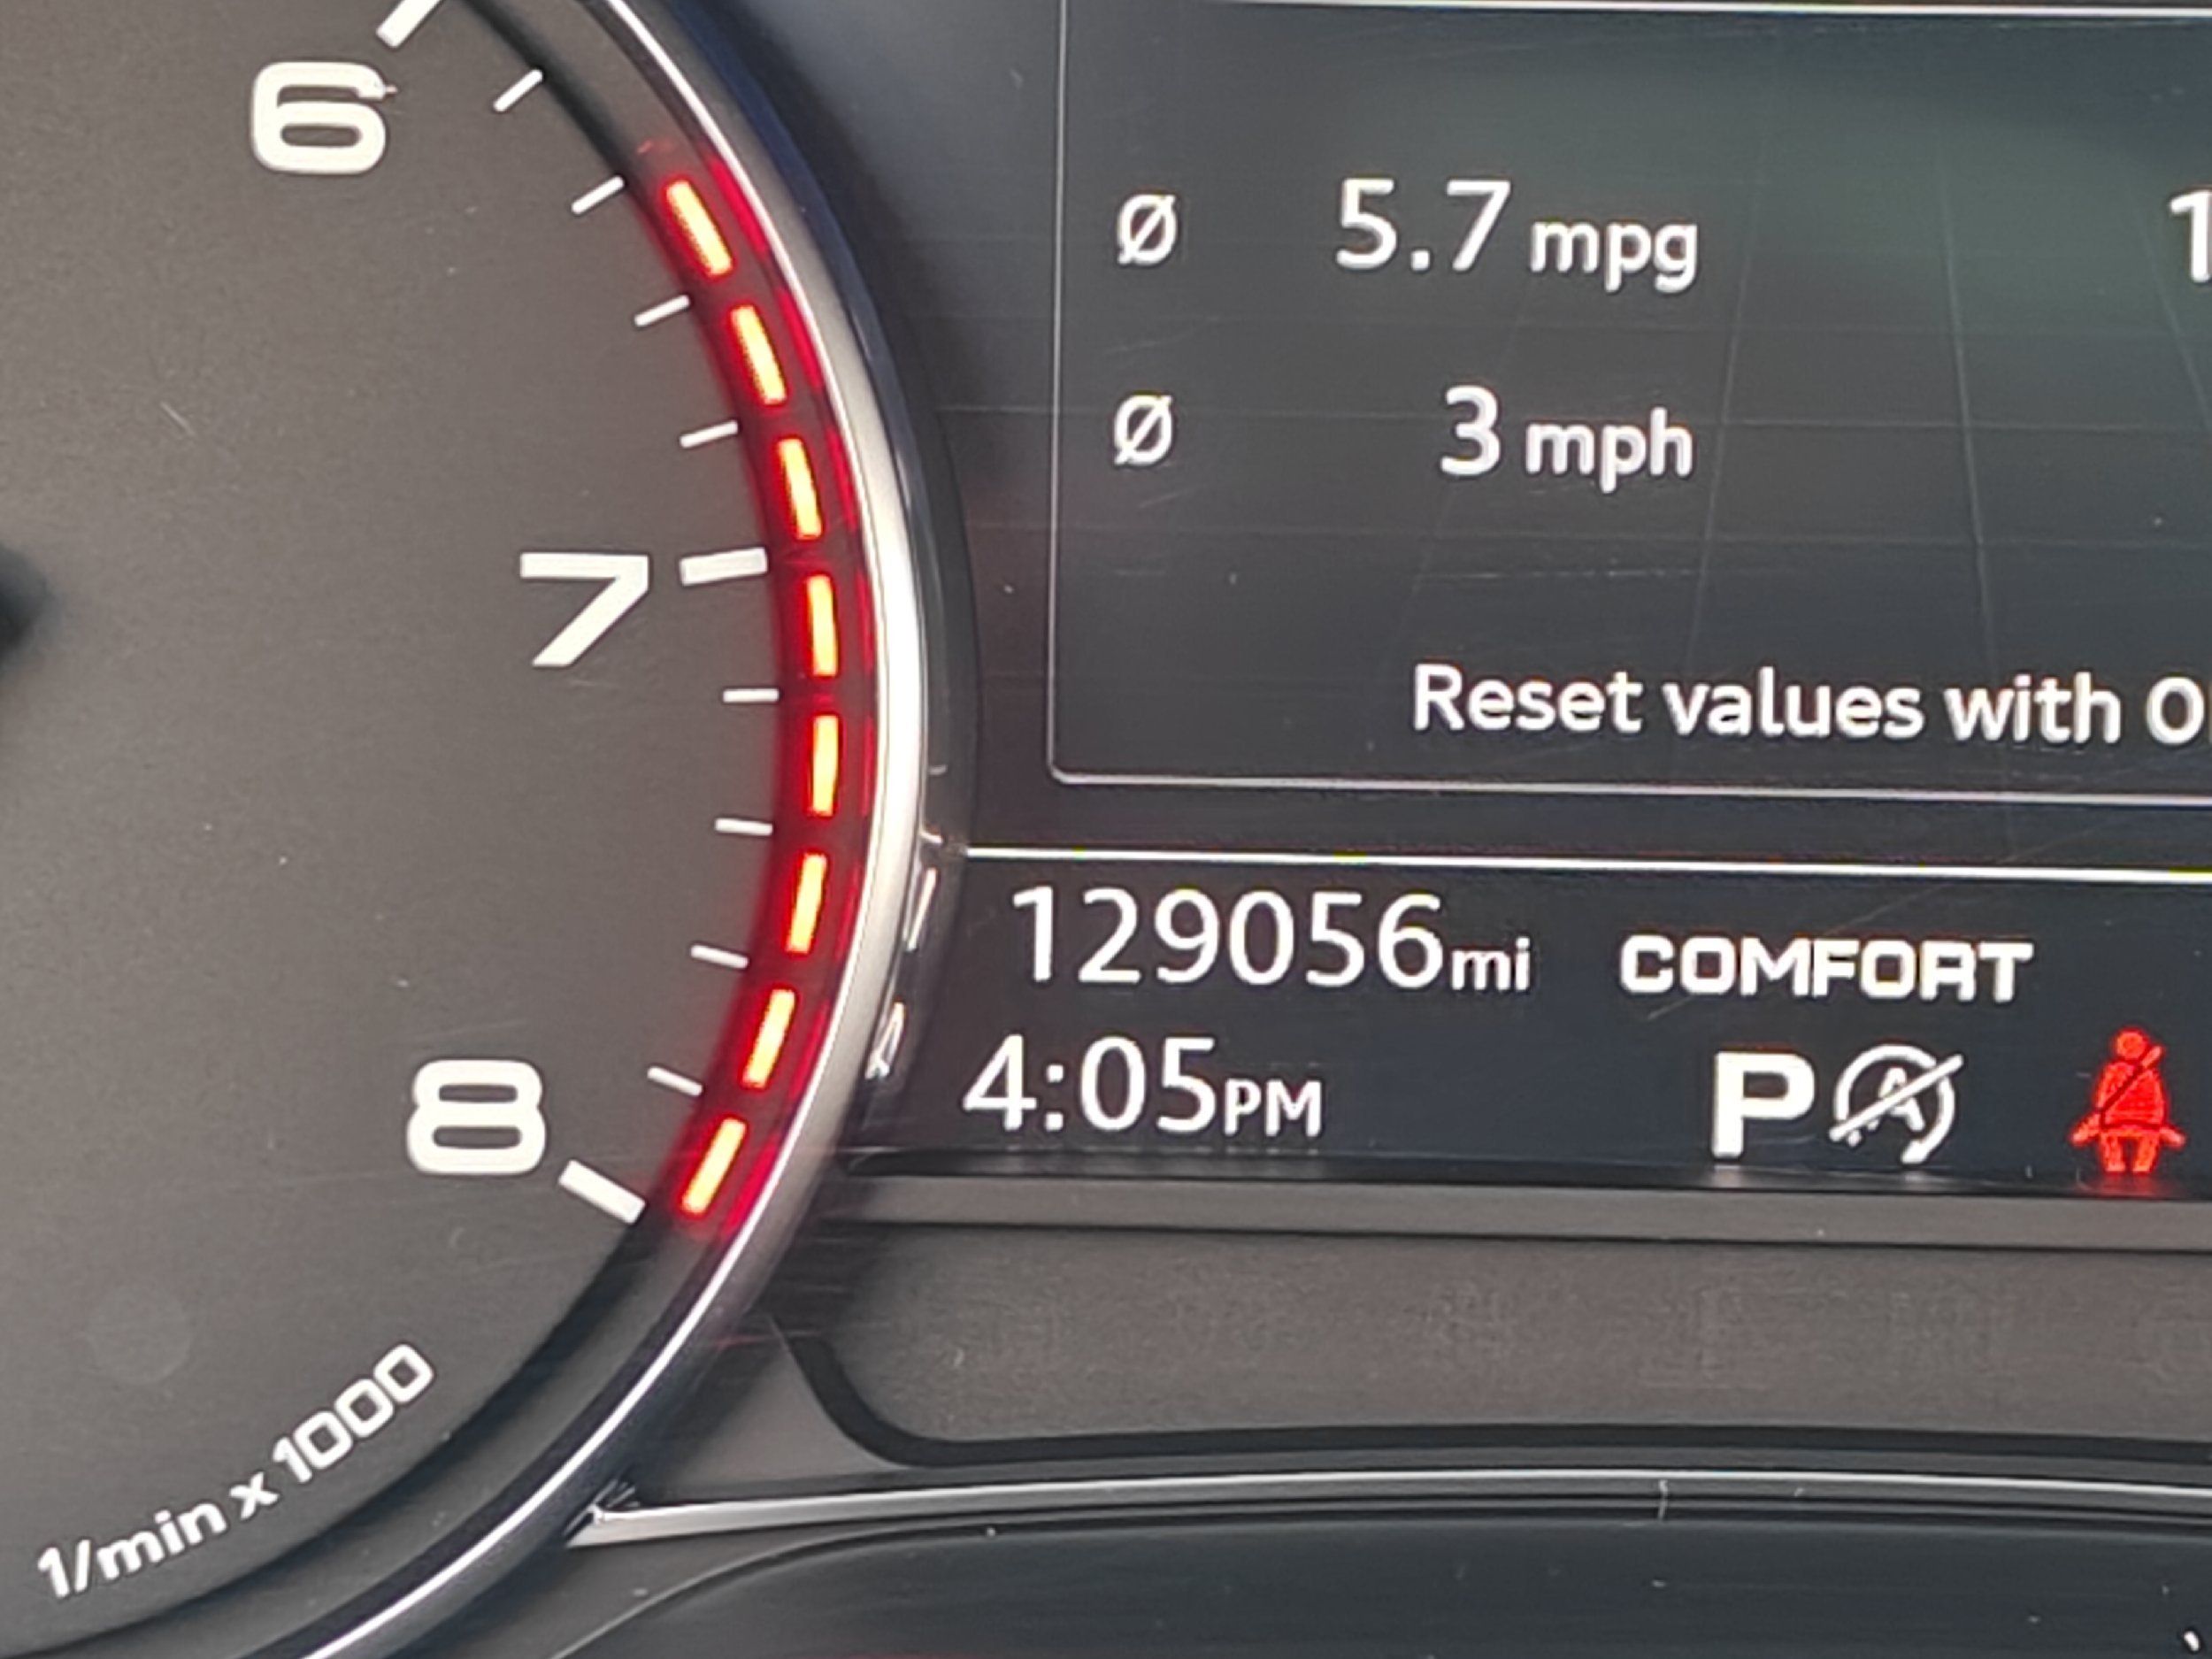 6
7
8
1/min x 1000
Ø 5.7 mpg
Ø 3 mph
Reset values with
129056mi COMFORT
4:05PM P A